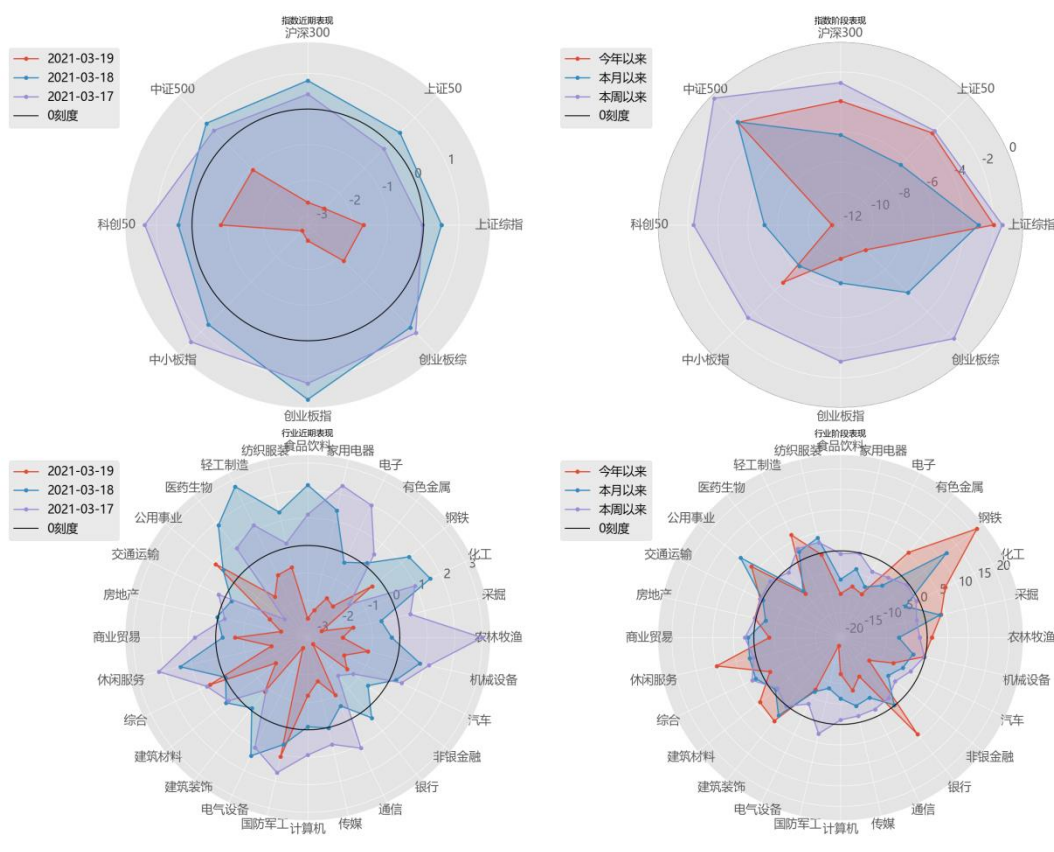 指数近期表现
沪深300
2021-03-19
2021-03-18
2021-03-17
0刻度
中证500
上证50
1
0
-1
-2
-3
科创50
上证综指
中小板指
创业板综
创业板指
指数阶段表现
沪深300
今年以来
本月以来
本周以来
0刻度
中证500
上证50
0
-2
-4
-6
-8
-10
-12
科创50
上证综指
中小板指
创业板综
创业板指
行业近期表现
食品饮料
纺织服装
家用电器
2021-03-19
2021-03-18
2021-03-17
0刻度
轻工制造
电子
医药生物
有色金属
公用事业
钢铁
交通运输
化工
3
2
1
0
-1
-2
-3
房地产
采掘
商业贸易
农林牧渔
休闲服务
机械设备
综合
汽车
建筑材料
非银金融
建筑装饰
银行
电气设备
通信
国防军工
计算机
传媒
行业阶段表现
食品饮料
纺织服装
家用电器
今年以来
本月以来
本周以来
0刻度
轻工制造
电子
医药生物
有色金属
公用事业
钢铁
交通运输
化工
20
15
10
5
0
-5
-10
-15
-20
房地产
采掘
商业贸易
农林牧渔
休闲服务
机械设备
综合
汽车
建筑材料
非银金融
建筑装饰
银行
电气设备
通信
国防军工
计算机
传媒